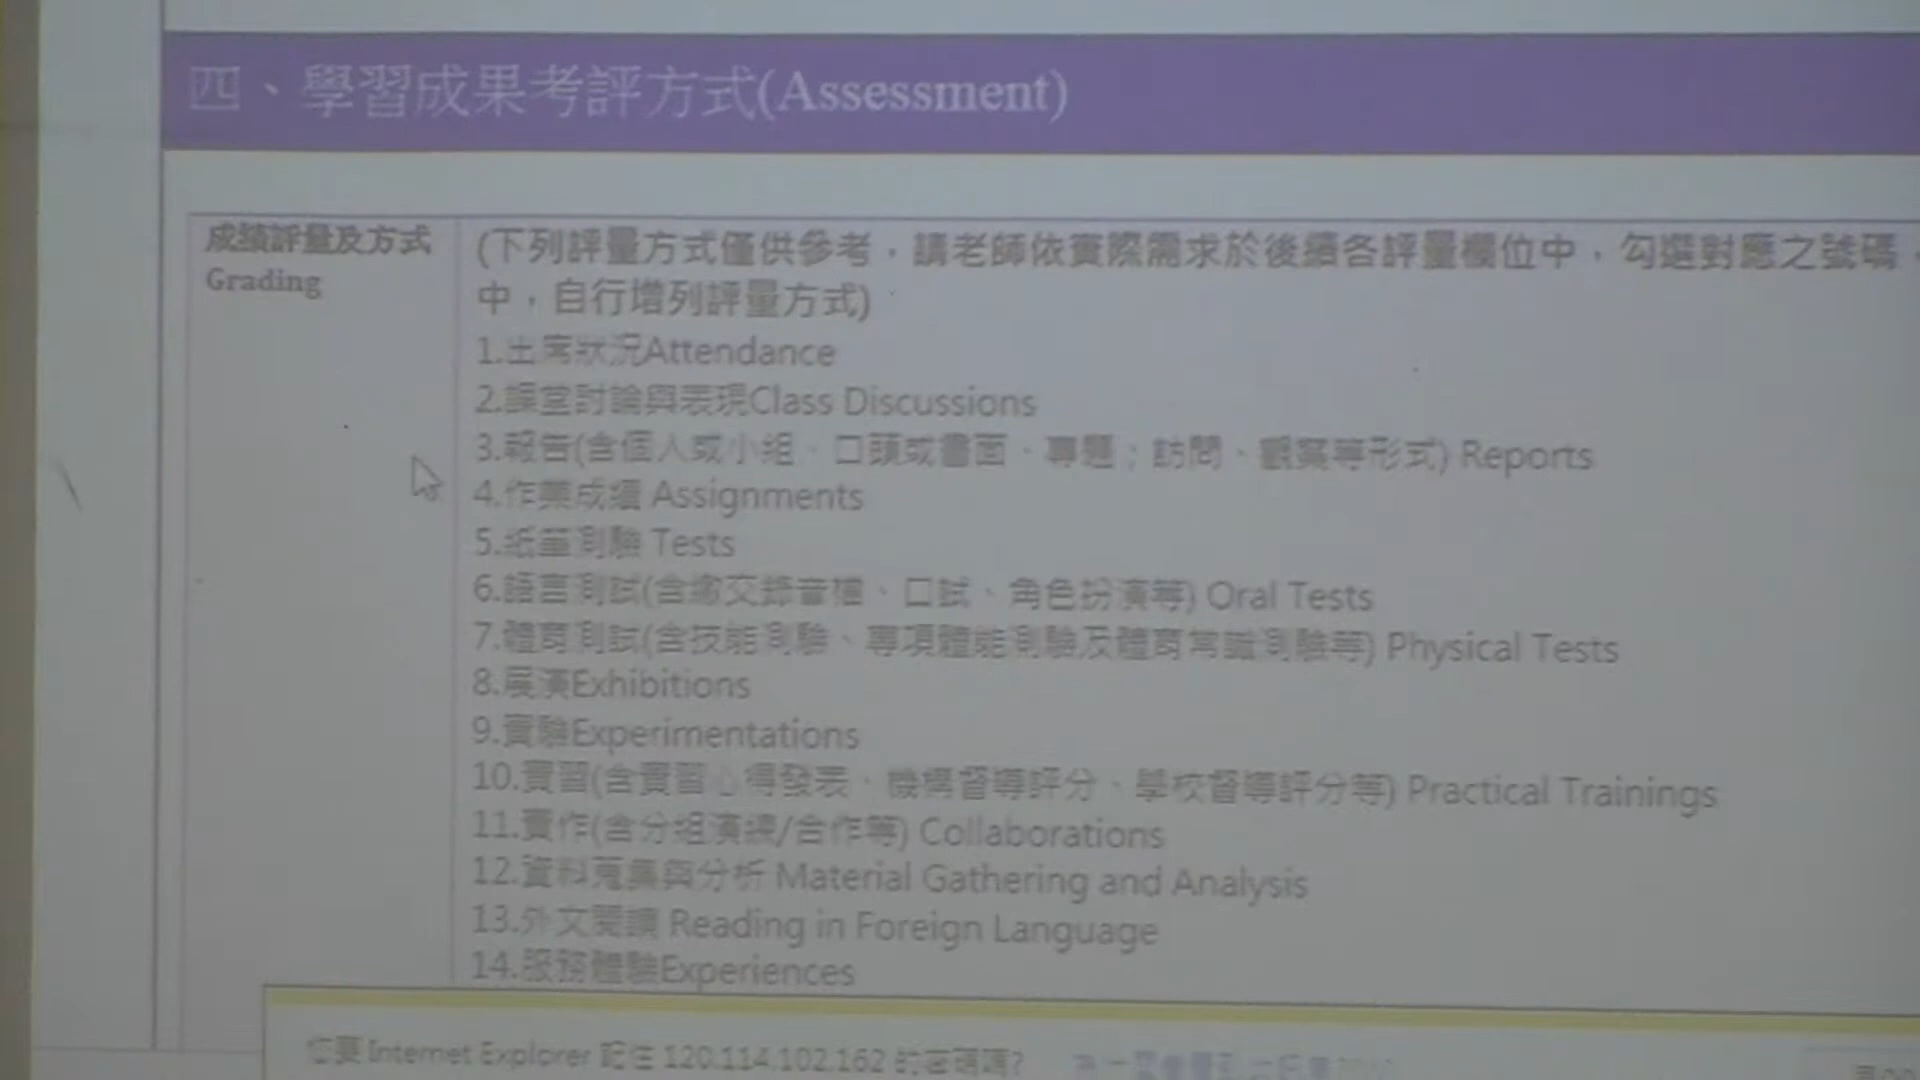 四、學習成果考評方式(Assessment)
成績評量及方式
Grading
(下列評量方式僅供參考,請老師依實際需求於後續各評量欄位中,勾選對應之號碼,
中,自行增列評量方式)
1.出席狀況Attendance
2.課堂討論與表現Class Discussions
3.報告(含個人或小組、口頭或書面、專題;訪問、觀察等形式) Reports
4.作業成績 Assignments
5.紙筆測驗 Tests
6.語言測試(含繳交錄音檔、口試、角色扮演等) Oral Tests
7.體育測試(含技能測驗、專項體能測驗及體育常識測驗等) Physical Tests
8.展演Exhibitions
9.實驗Experimentations
10.實習(含實習心得發表、機構督導評分、學校督導評分等) Practical Trainings
11.實作(含分組演練/合作等) Collaborations
12.資料蒐集與分析 Material Gathering and Analysis
13.外文閱讀 Reading in Foreign Language
14.服務體驗Experiences
您要 Internet Explorer 記住 120.114.102.162 的密碼嗎?